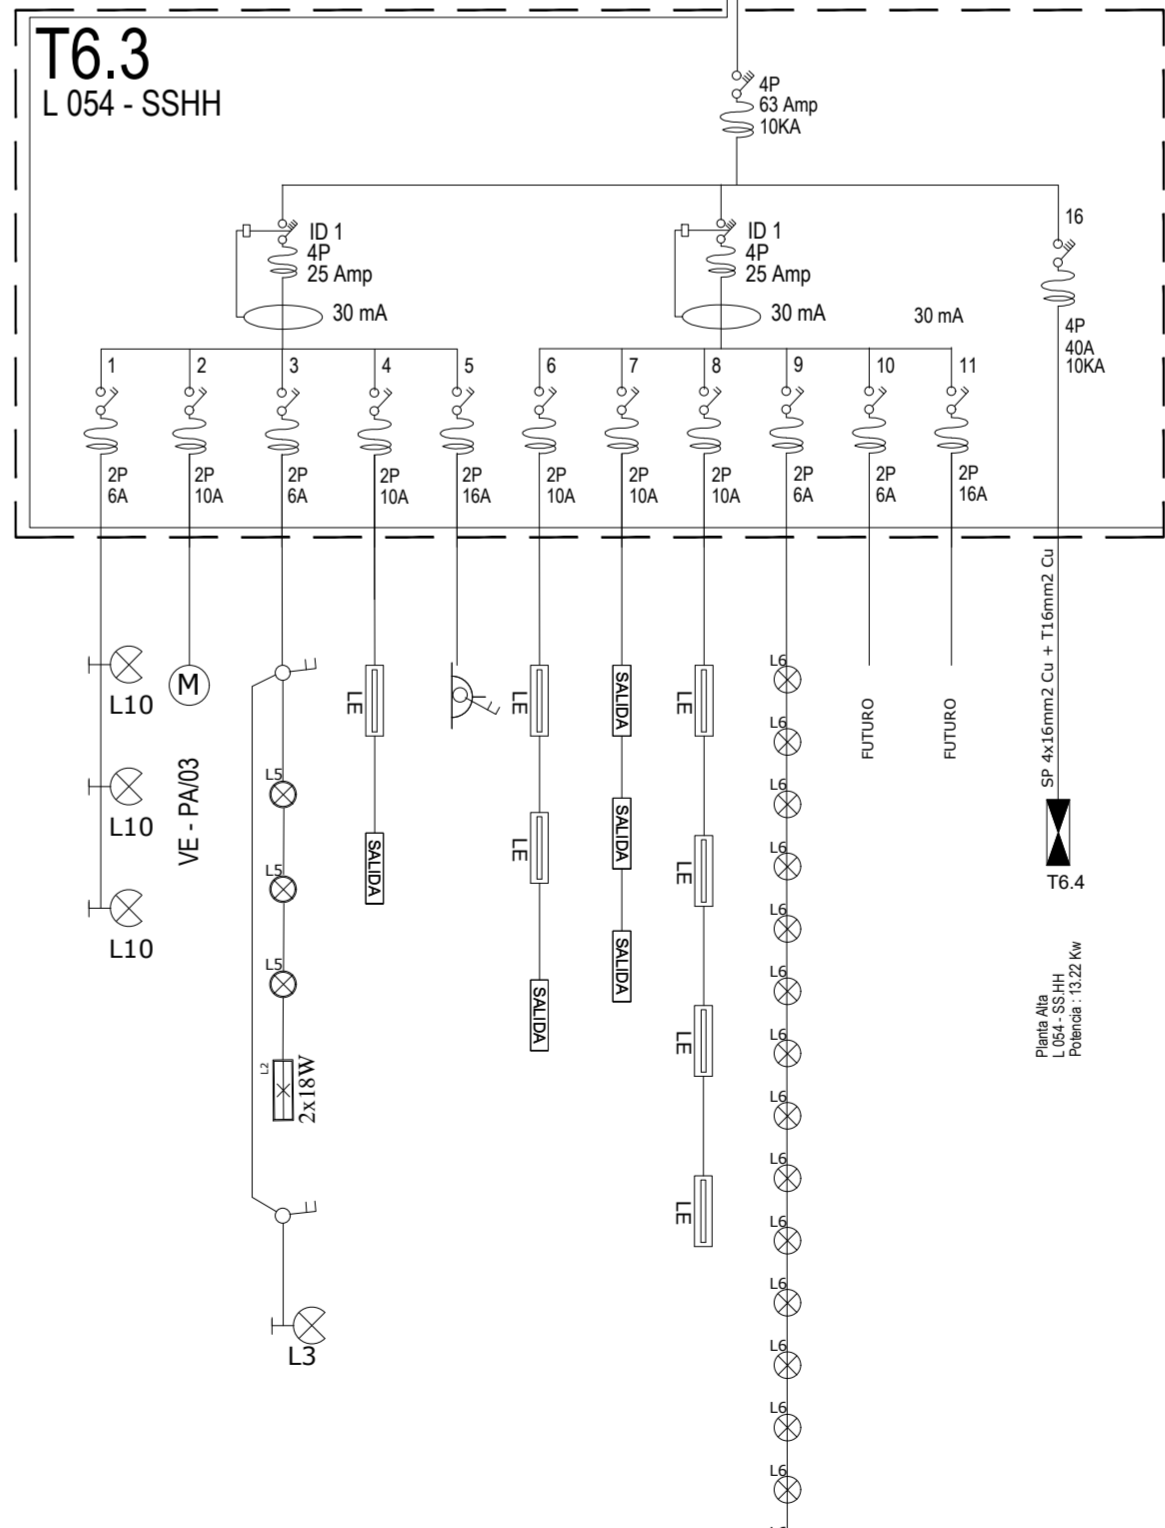 T6.3
L 054 - SSHH
4P
63 Amp
10KA
ID 1
4P
25 Amp
30 mA
ID 1
4P
25 Amp
30 mA
30 mA
16
4P
40A
10KA
1
2
3
4
5
6
7
8
9
10
11
2P
6A
2P
10A
2P
6A
2P
10A
2P
16A
2P
10A
2P
10A
2P
10A
2P
6A
2P
6A
2P
16A
L10
L10
L10
M
VE - PA/03
L5
L5
L5
L2
2x18W
L3
LE
SALIDA
LE
LE
SALIDA
SALIDA
SALIDA
SALIDA
LE
LE
LE
LE
L6
L6
L6
L6
L6
L6
L6
L6
L6
L6
L6
L6
L6
L6
FUTURO
FUTURO
SP 4x16mm2 Cu + T16mm2 Cu
T6.4
Planta Alta
L 054 - SS.HH
Potencia : 13.22 Kw